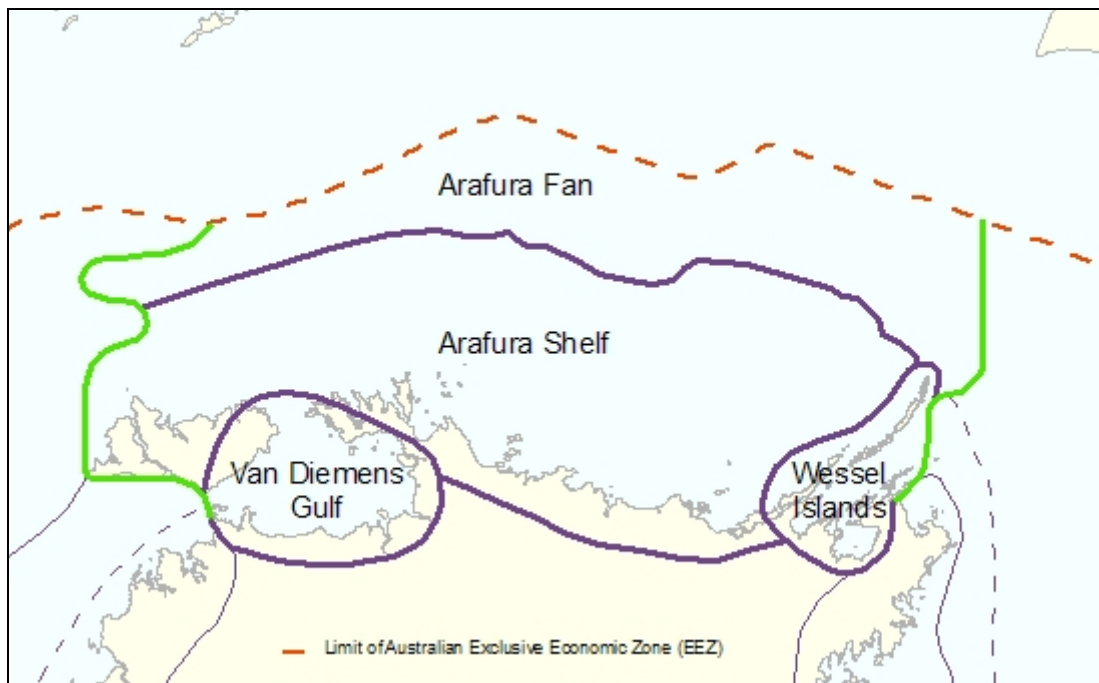 Arafura Fan
Arafura Shelf
Van Diemens
Gulf
Wessel
Islands
Limit of Australian Exclusive Economic Zone (EEZ)